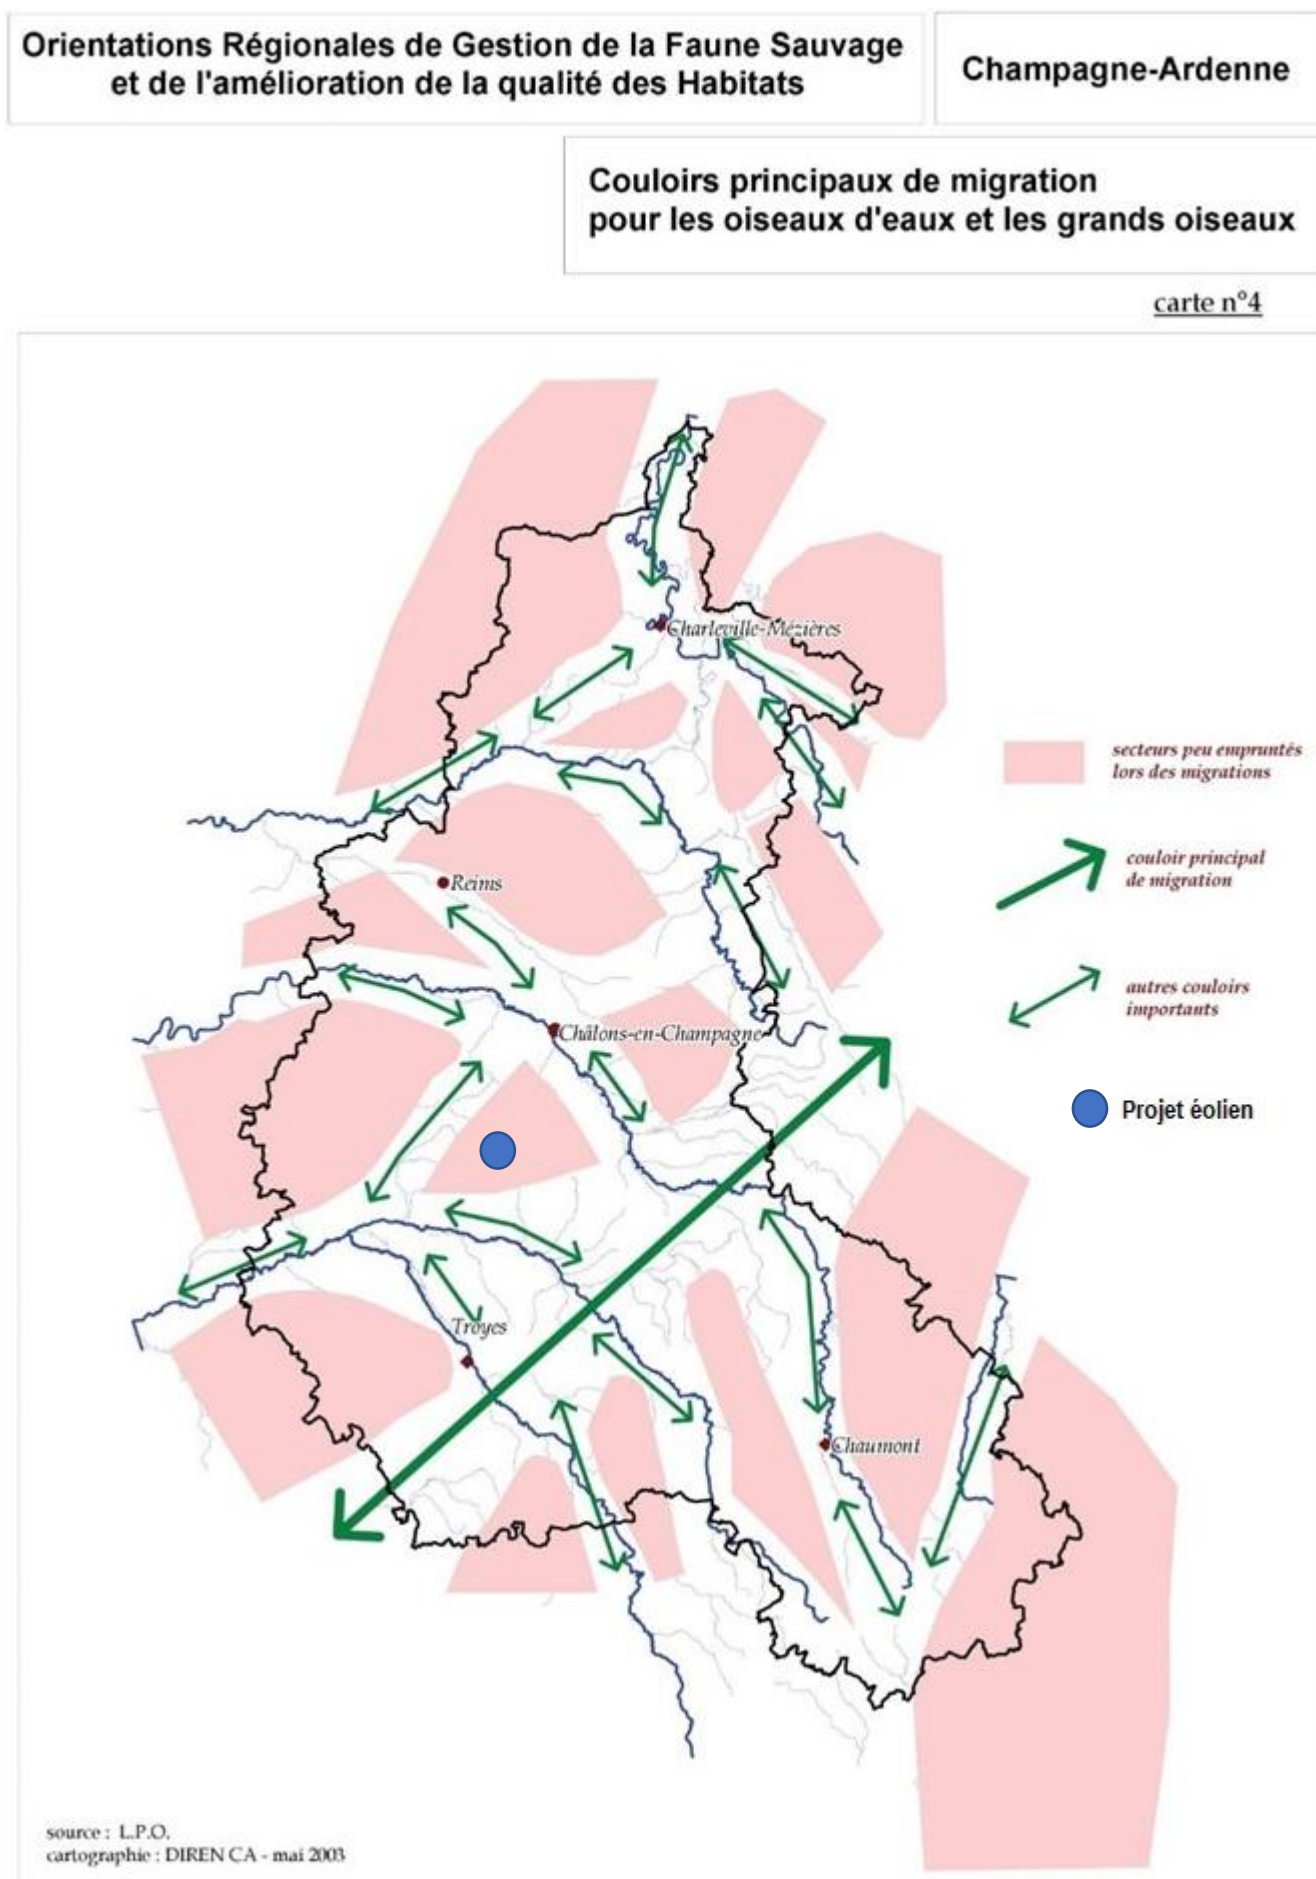 Orientations Régionales de Gestion de la Faune Sauvage
et de l'amélioration de la qualité des Habitats
Champagne-Ardenne
Couloirs principaux de migration
pour les oiseaux d'eaux et les grands oiseaux
carte n°4
Charleville-Mézières
secteurs peu empruntés
lors des migrations
couloir principal
de migration
Reims
autres couloirs
importants
Châlons-en-Champagne
Projet éolien
Troyes
Chaumont
source : L.P.O.
cartographie : DIREN CA - mai 2003